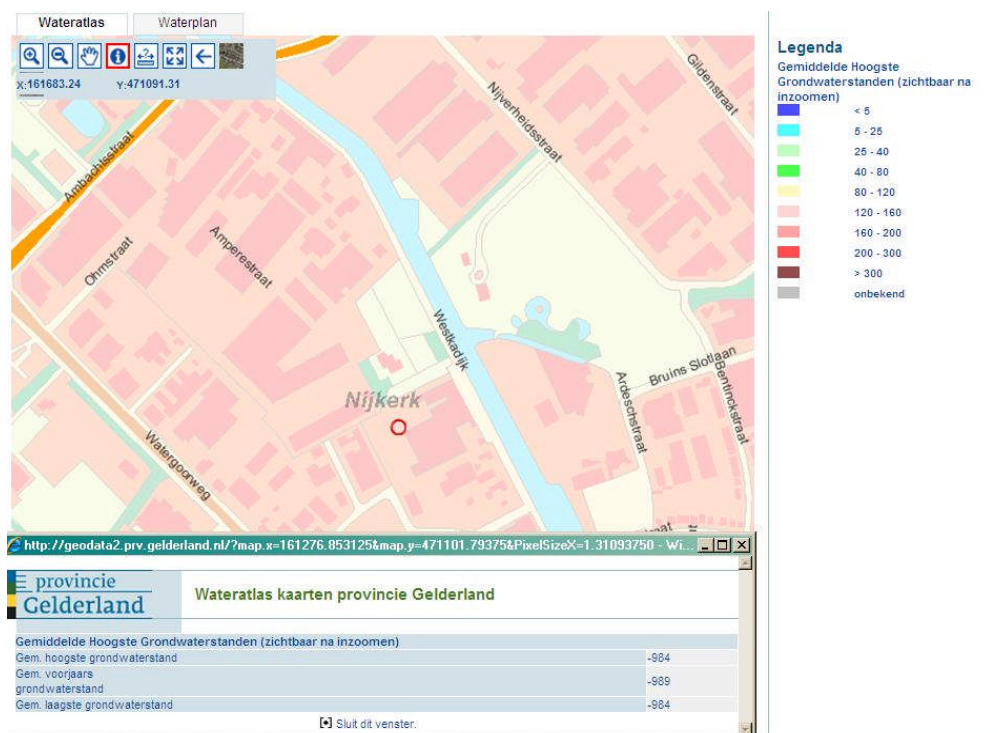 Wateratlas Waterplan
X:161683.24 Y:471091.31
Ambachtsstraat
Ohmstraat
Amperestraat
Nijverheidsstraat
Gildenstraat
Westkadijk
Nijkerk
Watergoorweg
Ardeschstraat
Bruins Slotlaan
Bentinckstraat
Legenda
Gemiddelde Hoogste
Grondwaterstanden (zichtbaar na
inzoomen)
< 5
5 - 25
25 - 40
40 - 80
80 - 120
120 - 160
160 - 200
200 - 300
> 300
onbekend
http://geodata2.prv.gelderland.nl/?map.x=161276.853125&map.y=471101.79375&PixelSizeX=1.31093750 - Wi...
provincie
Gelderland
Wateratlas kaarten provincie Gelderland
Gemiddelde Hoogste Grondwaterstanden (zichtbaar na inzoomen)
Gem. hoogste grondwaterstand -984
Gem. voorjaars
grondwaterstand -989
Gem. laagste grondwaterstand -984
Sluit dit venster.